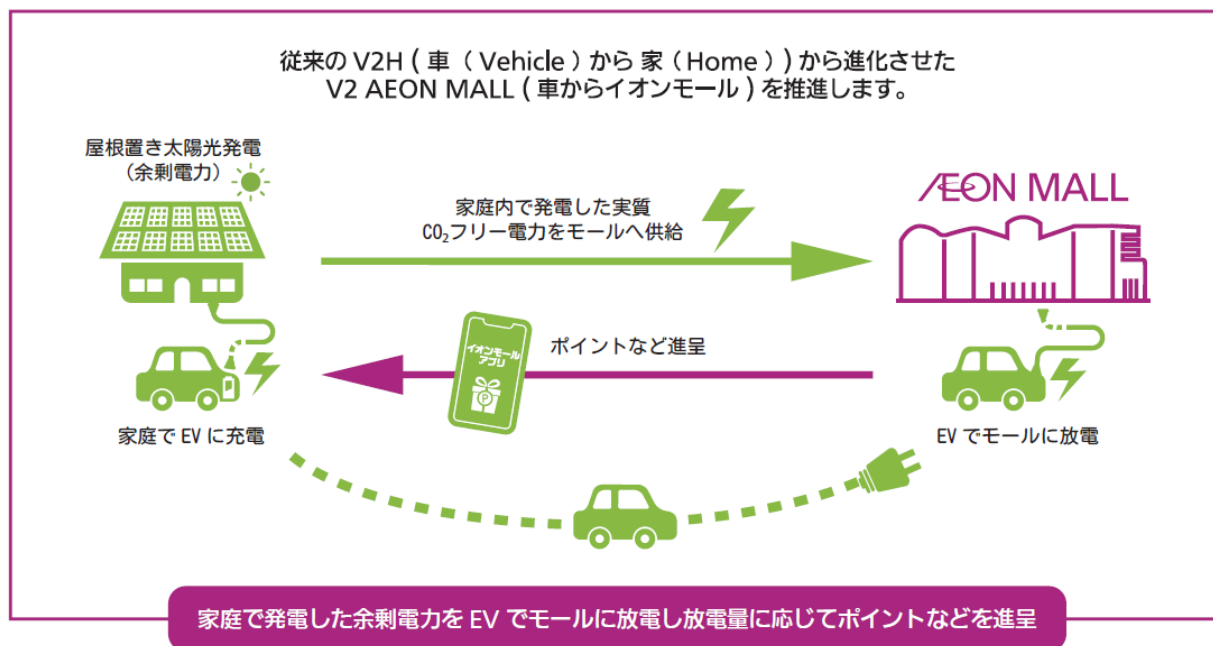 従来の V2H ( 車 （ Vehicle ）から 家（ Home ）) から進化させた
V2 AEON MALL ( 車からイオンモール ) を推進します。
屋根置き太陽光発電
（余剰電力）
家庭内で発電した実質
CO₂フリー電力をモールへ供給
ÆON MALL
イオンモール
アプリ
P
ポイントなど進呈
家庭で EV に充電
EV でモールに放電
家庭で発電した余剰電力を EV でモールに放電し放電量に応じてポイントなどを進呈